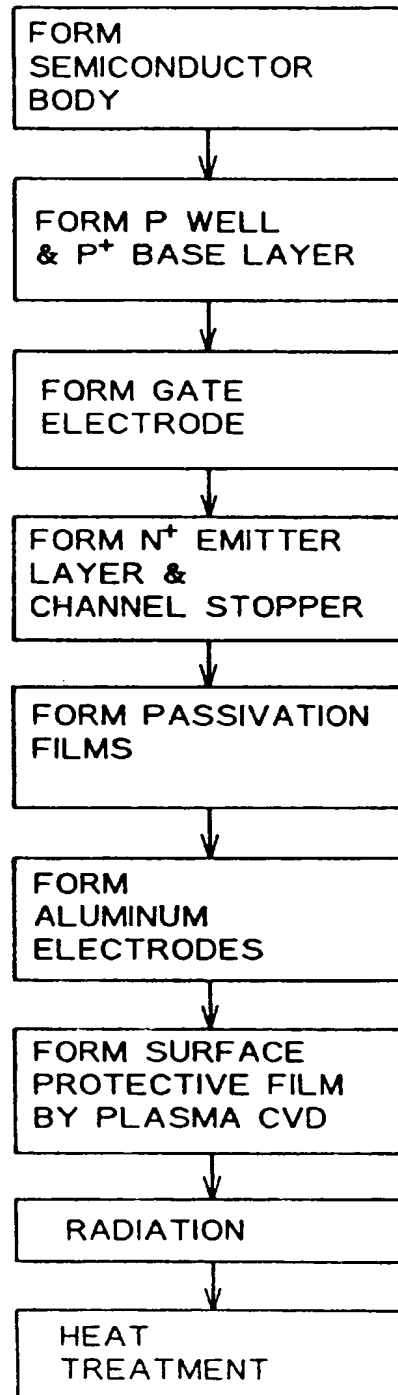 FORM
SEMICONDUCTOR
BODY
FORM P WELL
& P+ BASE LAYER
FORM GATE
ELECTRODE
FORM N+ EMITTER
LAYER &
CHANNEL STOPPER
FORM PASSIVATION
FILMS
FORM
ALUMINUM
ELECTRODES
FORM SURFACE
PROTECTIVE FILM
BY PLASMA CVD
RADIATION
HEAT
TREATMENT